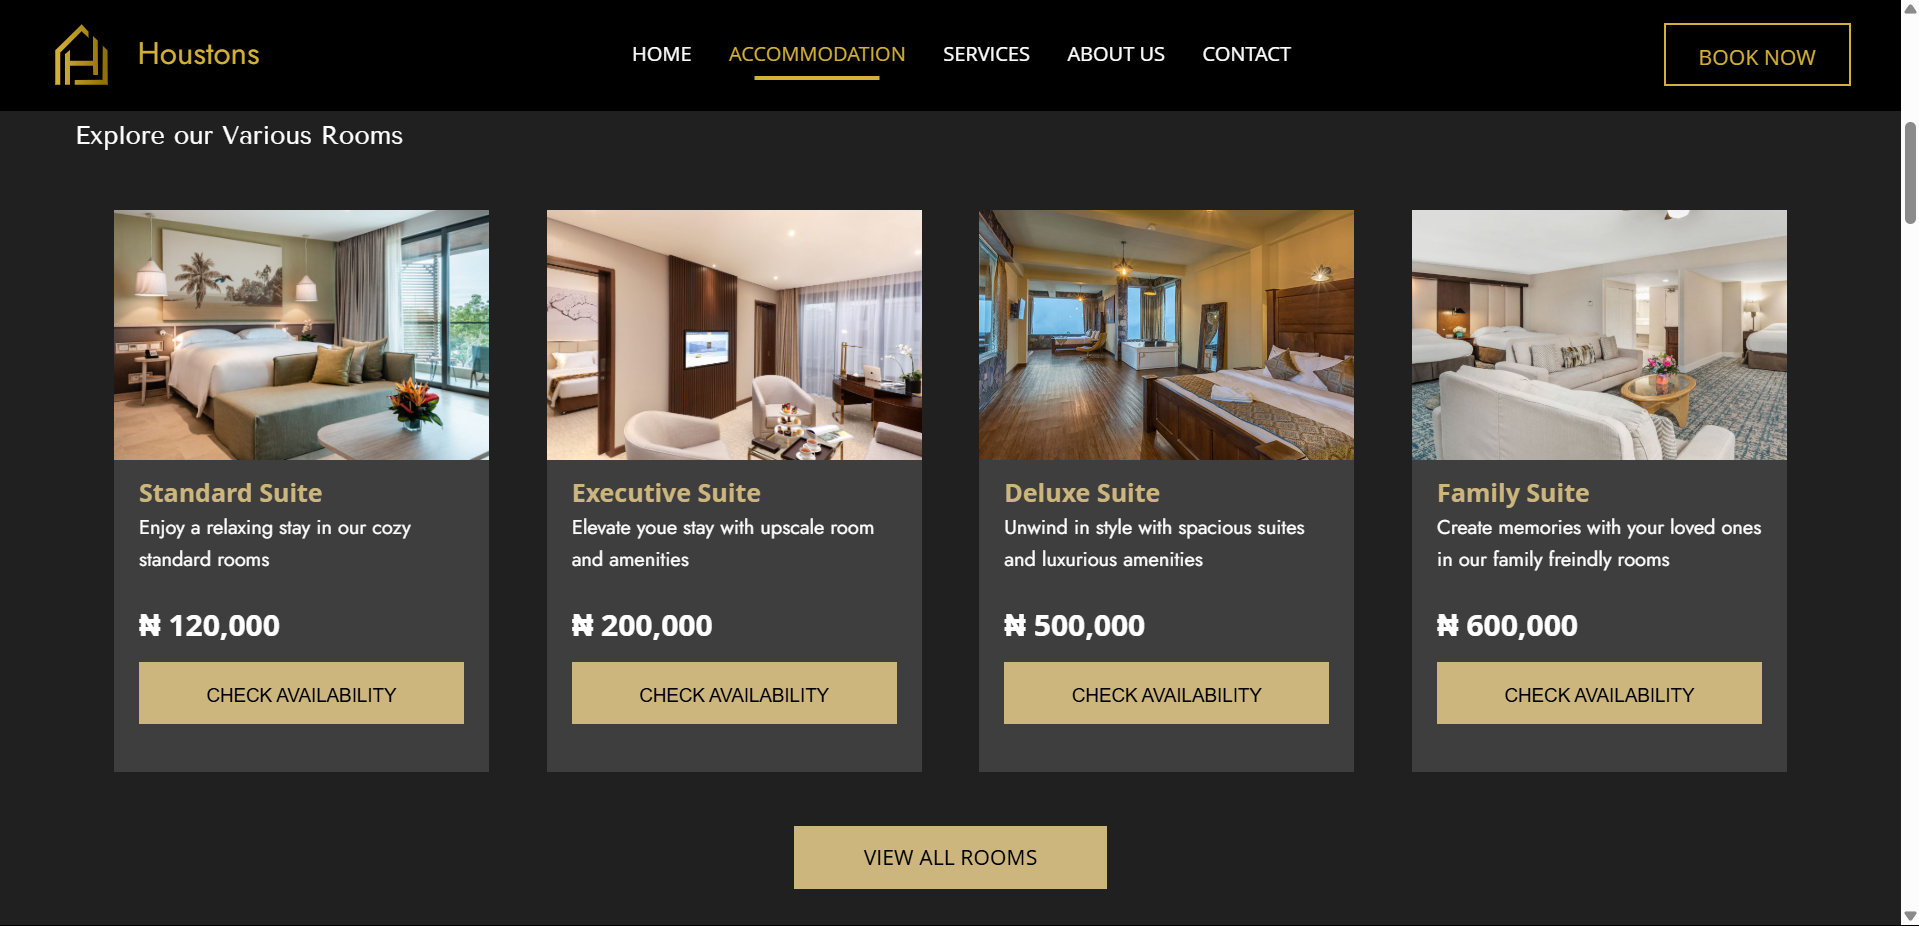 Houstons
HOME
ACCOMMODATION
SERVICES
ABOUT US
CONTACT
BOOK NOW
Explore our Various Rooms
Standard Suite
Enjoy a relaxing stay in our cozy
standard rooms
₦ 120,000
CHECK AVAILABILITY
Executive Suite
Elevate youe stay with upscale room
and amenities
₦ 200,000
CHECK AVAILABILITY
Deluxe Suite
Unwind in style with spacious suites
and luxurious amenities
₦ 500,000
CHECK AVAILABILITY
Family Suite
Create memories with your loved ones
in our family freindly rooms
₦ 600,000
CHECK AVAILABILITY
VIEW ALL ROOMS